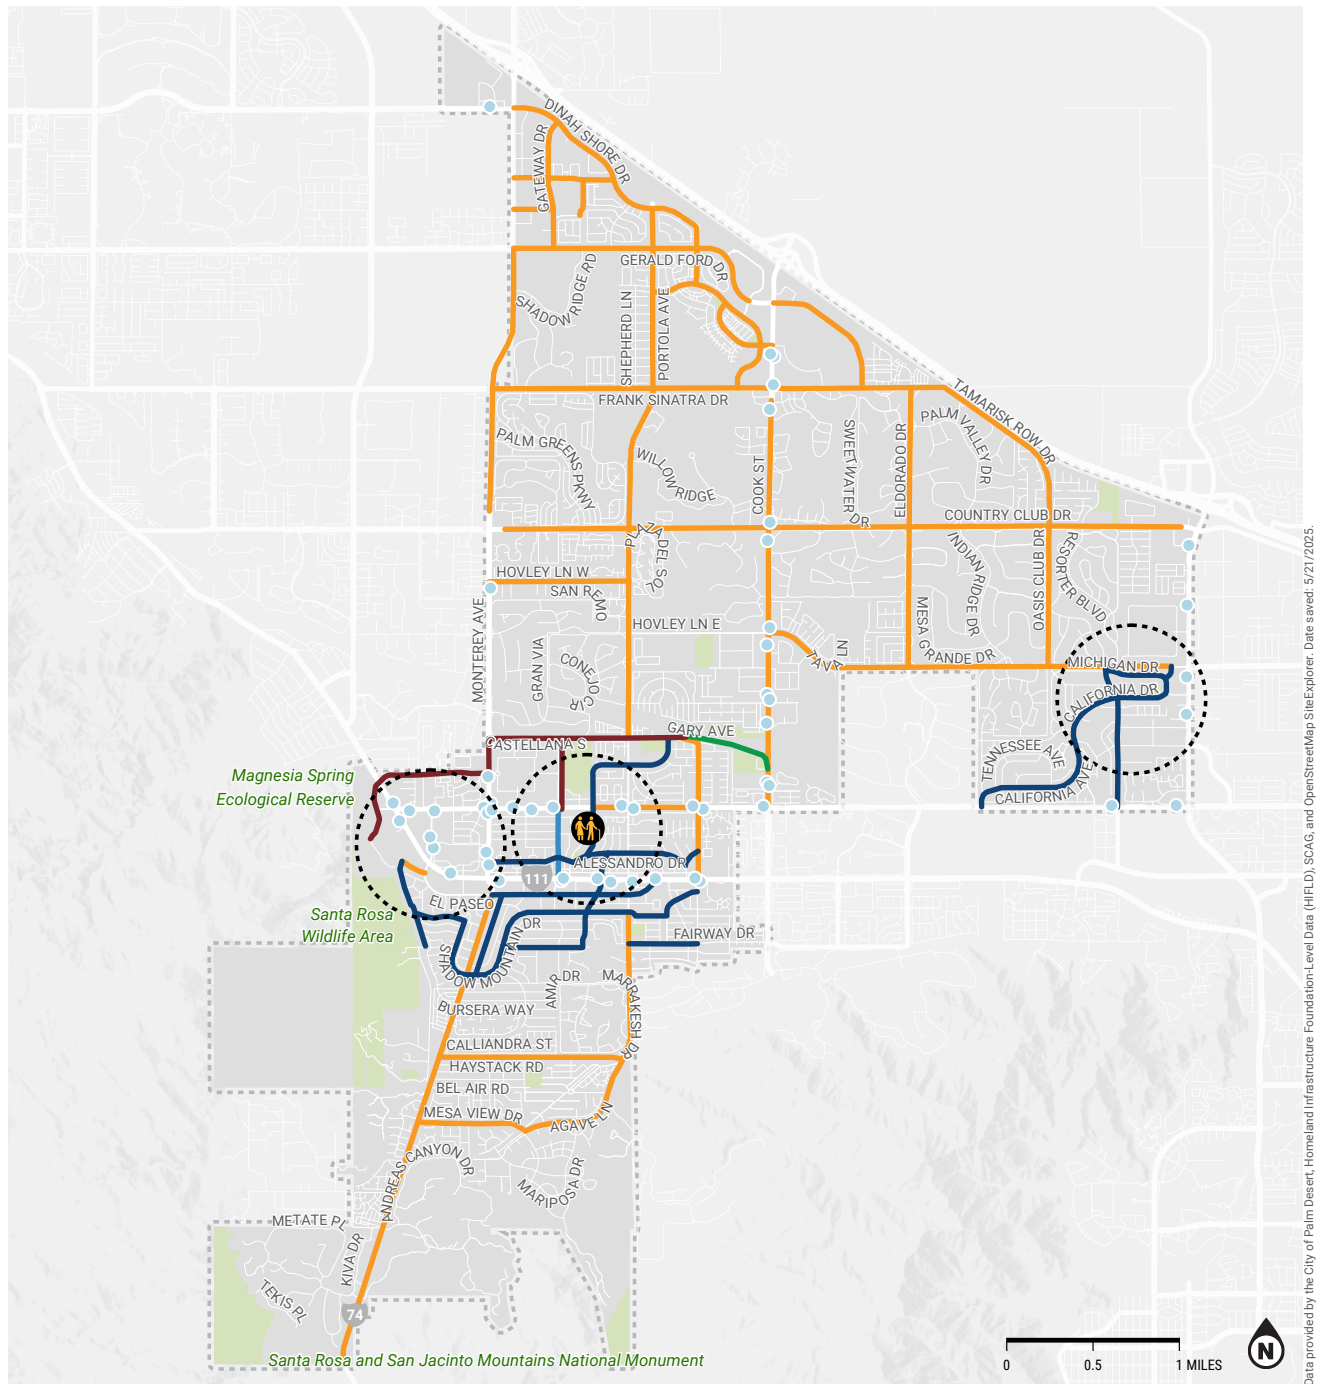 DINAH SHORE DR
GATEWAY DR
GERALD FORD DR
SHADOW RIDGE RD
SHEPHERD LN
PORTOLA AVE
FRANK SINATRA DR
TAMARISK ROW DR
PALM VALLEY DR
PALM GREENS PKWY
WILLOW RIDGE
COOK ST
SWEETWATER DR
ELDORADO DR
COUNTRY CLUB DR
PLAZA DEL SOL
INDIAN RIDGE DR
OASIS CLUB DR
RESORTER BLVD
HOVLEY LN W
SAN REMO
MONTEREY AVE
HOVLEY LN E
MESA GRANDE DR
GRAN VIA
CONEJO CIR
TAVA LN
MICHIGAN DR
CALIFORNIA DR
GARY AVE
CASTELLANA S
TENNESSEE AVE
CALIFORNIA AVE
Magnesia Spring
Ecological Reserve
ALESSANDRO DR
111
EL PASEO
Santa Rosa
Wildlife Area
FAIRWAY DR
SHADOW MOUNTAIN DR
AMIR DR
MARRAKESH DR
BURSERA WAY
CALLIANDRA ST
HAYSTACK RD
BEL AIR RD
MESA VIEW DR
AGAVE LN
ANDREAS CANYON DR
MARIPOSA DR
METATE PL
KIVA DR
TEKIS PL
74
Santa Rosa and San Jacinto Mountains National Monument
0 0.5 1 MILES
N
Data provided by the City of Palm Desert, Homeland Infrastructure Foundation-Level Data (HIFLD), SCAG, and OpenStreetMap SiteExplorer. Date saved: 5/21/2025.